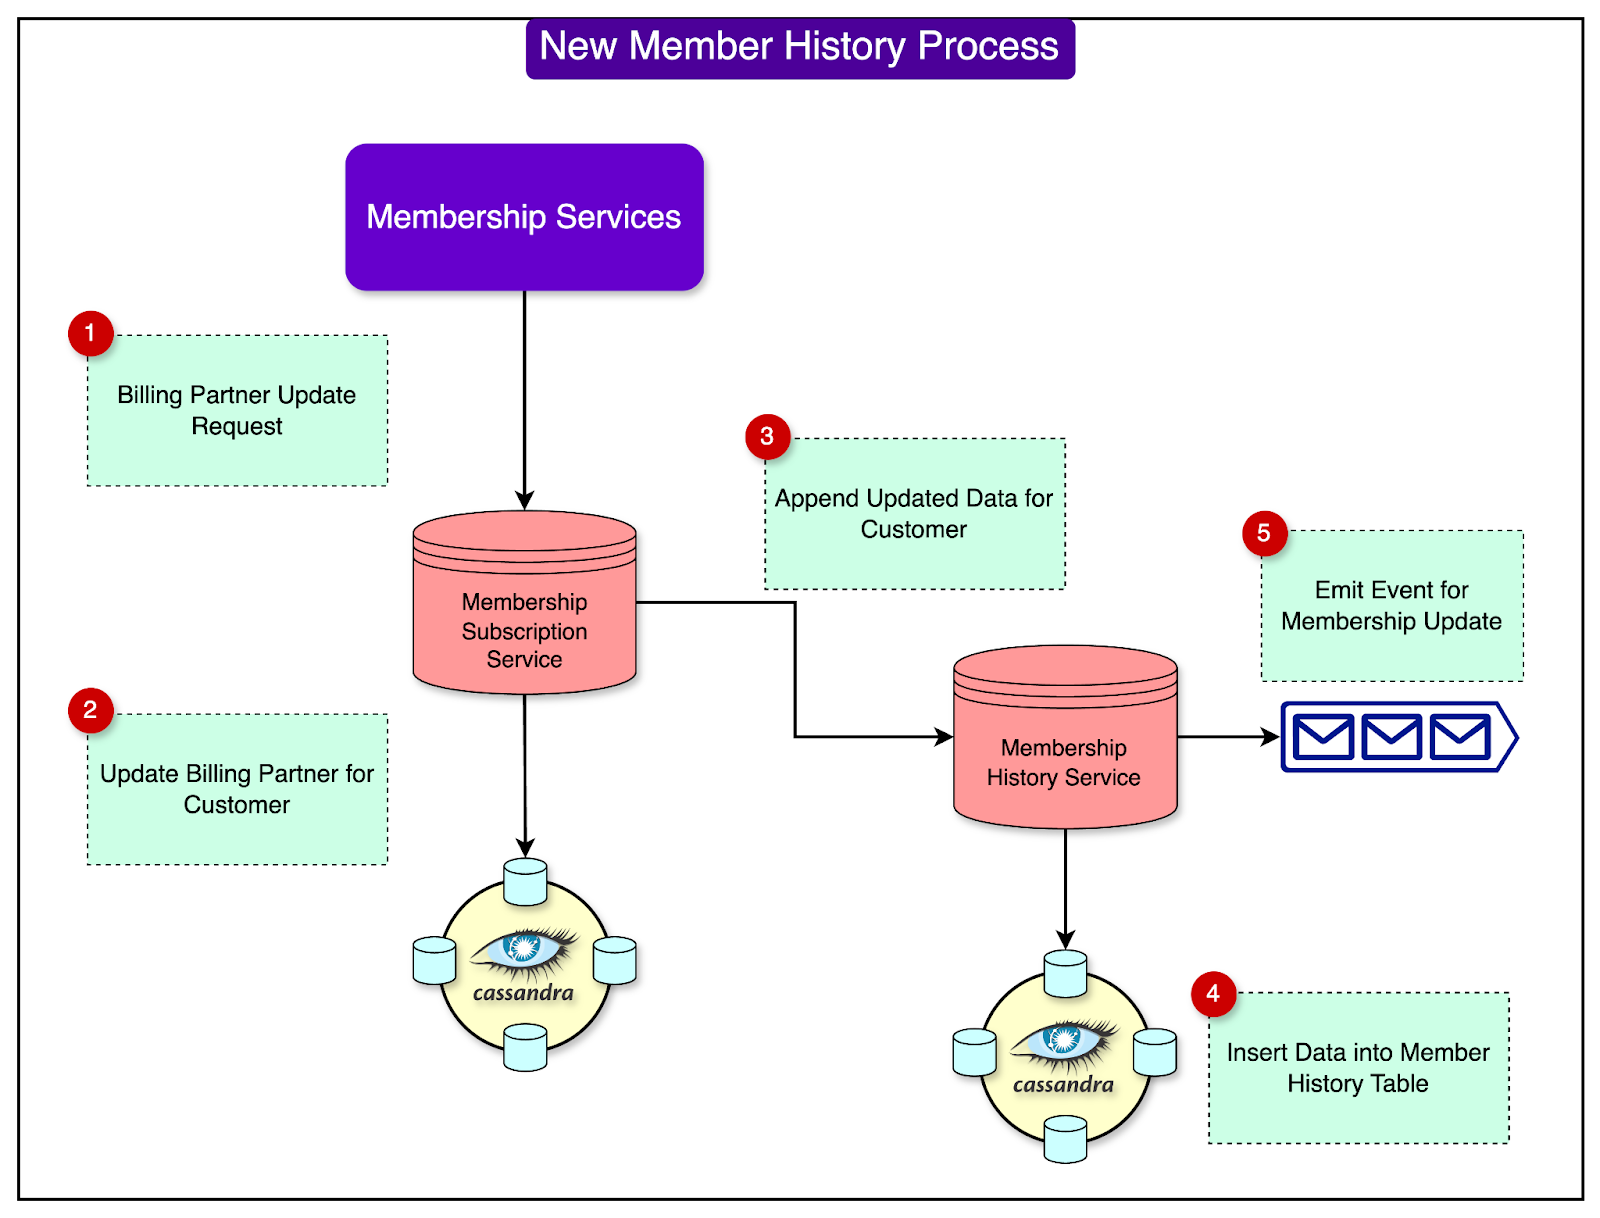 New Member History Process
Membership Services
1
Billing Partner Update
Request
3
Append Updated Data for
Customer
5
Emit Event for
Membership Update
Membership
Subscription
Service
2
Update Billing Partner for
Customer
Membership
History Service
cassandra
4
Insert Data into Member
History Table
cassandra